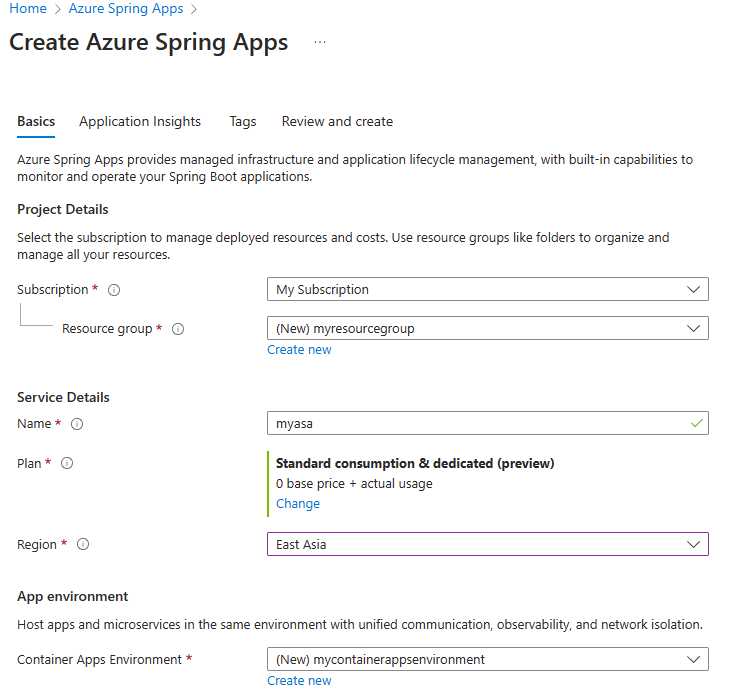 Home > Azure Spring Apps >
Create Azure Spring Apps ...
Basics Application Insights Tags Review and create
Azure Spring Apps provides managed infrastructure and application lifecycle management, with built-in capabilities to
monitor and operate your Spring Boot applications.
Project Details
Select the subscription to manage deployed resources and costs. Use resource groups like folders to organize and
manage all your resources.
Subscription * My Subscription
Resource group * (New) myresourcegroup
Create new
Service Details
Name * myasa
Plan * Standard consumption & dedicated (preview)
0 base price + actual usage
Change
Region * East Asia
App environment
Host apps and microservices in the same environment with unified communication, observability, and network isolation.
Container Apps Environment * (New) mycontainerappsenvironment
Create new